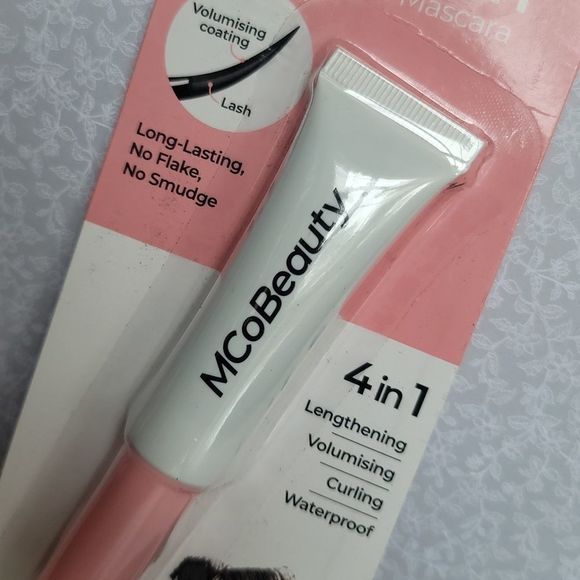 Mascara
Volumising
coating
Lash
Long-Lasting,
No Flake,
No Smudge
MCoBeauty
4 in 1
Lengthening
Volumising
Curling
Waterproof